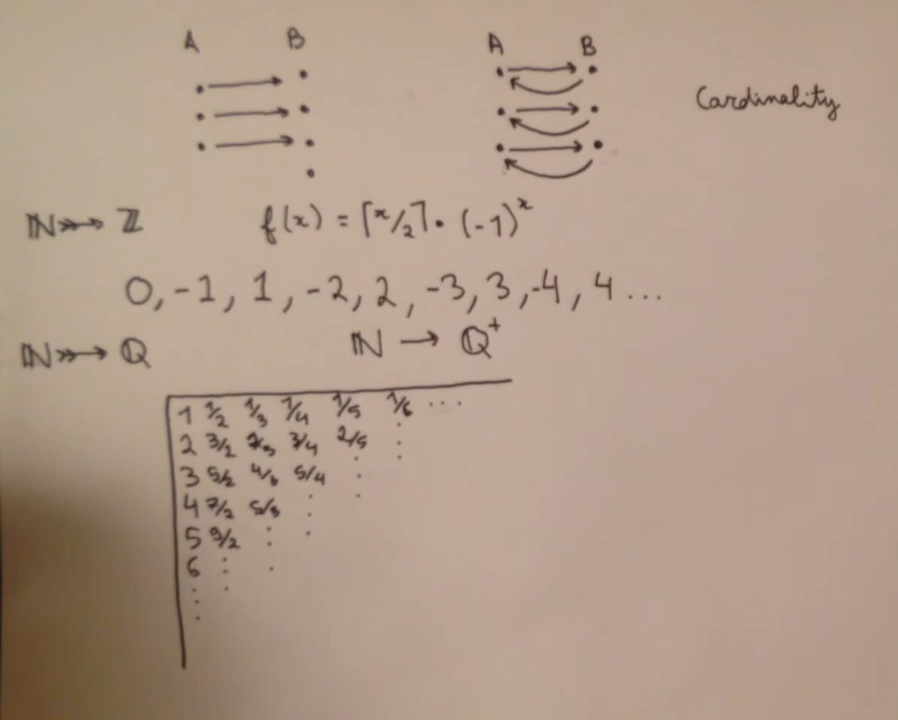 A B A B Cardinality
ℕ ↠ ℤ f(x) = ⌈x/2⌉ · (-1)^x
0, -1, 1, -2, 2, -3, 3, -4, 4 ...
ℕ ↠ ℚ ℕ → ℚ⁺
1 1/2 1/3 1/4 1/5 1/6 ...
2 3/2 2/3 3/4 2/5
3 5/2 4/3 5/4
4 7/2 5/3
5 9/2
6